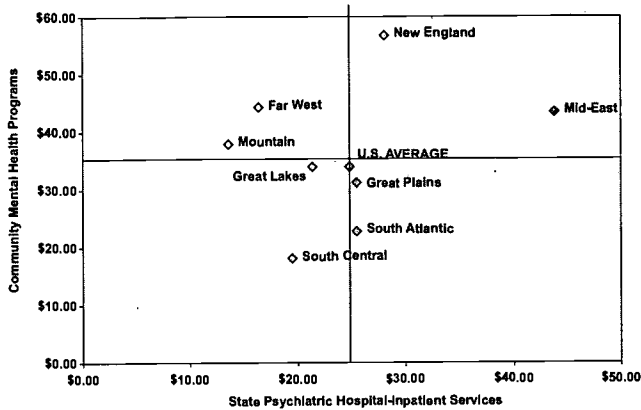 Community Mental Health Programs
$60.00
$50.00
$40.00
$30.00
$20.00
$10.00
$0.00
New England
Far West
Mid-East
Mountain
U.S. AVERAGE
Great Lakes
Great Plains
South Atlantic
South Central
$0.00 $10.00 $20.00 $30.00 $40.00 $50.00
State Psychiatric Hospital-Inpatient Services